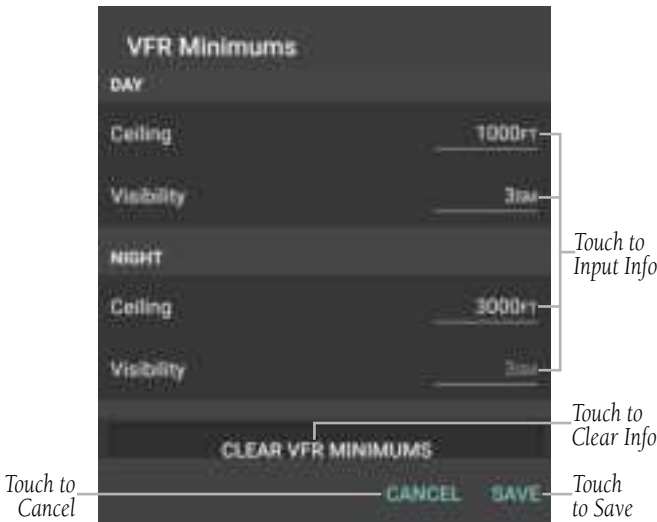 VFR Minimums
DAY
Ceiling 1000FT
Visibility 3SM
Touch to
Input Info
NIGHT
Ceiling 3000FT
Visibility 3SM
Touch to
Clear Info
CLEAR VFR MINIMUMS
Touch to
Cancel
CANCEL SAVE
Touch
to Save